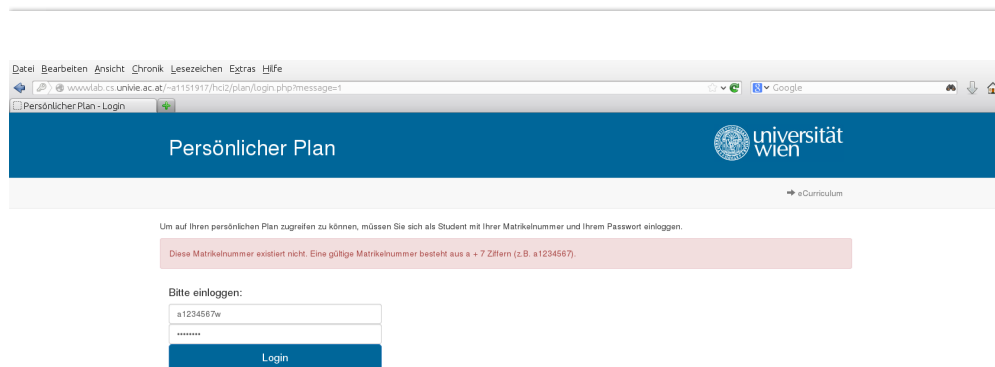 Datei Bearbeiten Ansicht Chronik Lesezeichen Extras Hilfe
wwwlab.cs.univie.ac.at/~a1151917/hci2/plan/login.php?message=1
Google
Persönlicher Plan - Login
Persönlicher Plan
universität
wien
eCurriculum
Um auf Ihren persönlichen Plan zugreifen zu können, müssen Sie sich als Student mit Ihrer Matrikelnummer und Ihrem Passwort einloggen.
Diese Matrikelnummer existiert nicht. Eine gültige Matrikelnummer besteht aus a + 7 Ziffern (z.B. a1234567).
Bitte einloggen:
a1234567w
••••••••
Login